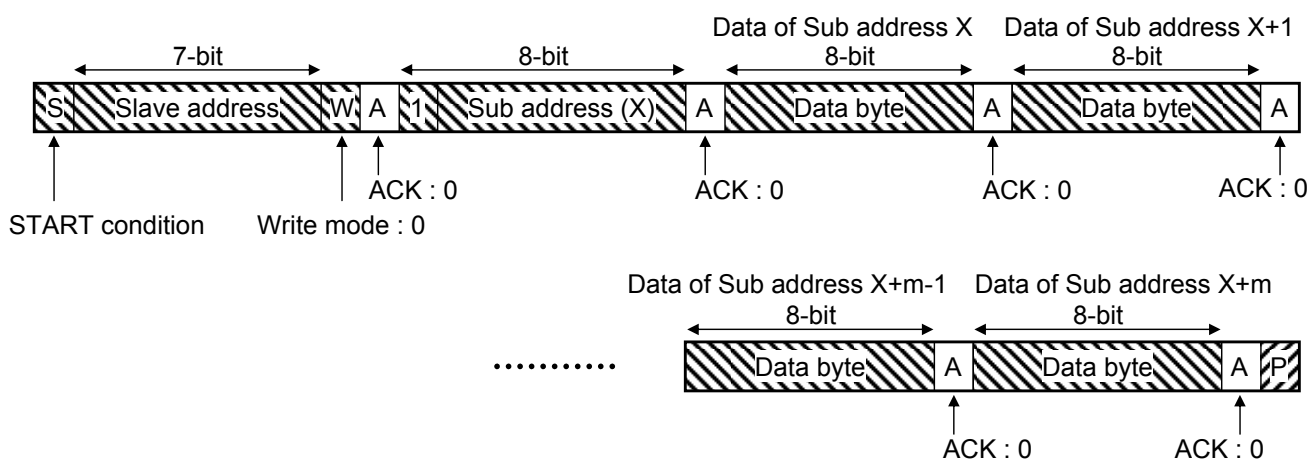 Data of Sub address X Data of Sub address X+1
7-bit 8-bit 8-bit 8-bit
S Slave address W A 1 Sub address (X) A Data byte A Data byte A
ACK : 0 ACK : 0 ACK : 0 ACK : 0
START condition Write mode : 0
Data of Sub address X+m-1 Data of Sub address X+m
8-bit 8-bit
........... Data byte A Data byte A P
ACK : 0 ACK : 0